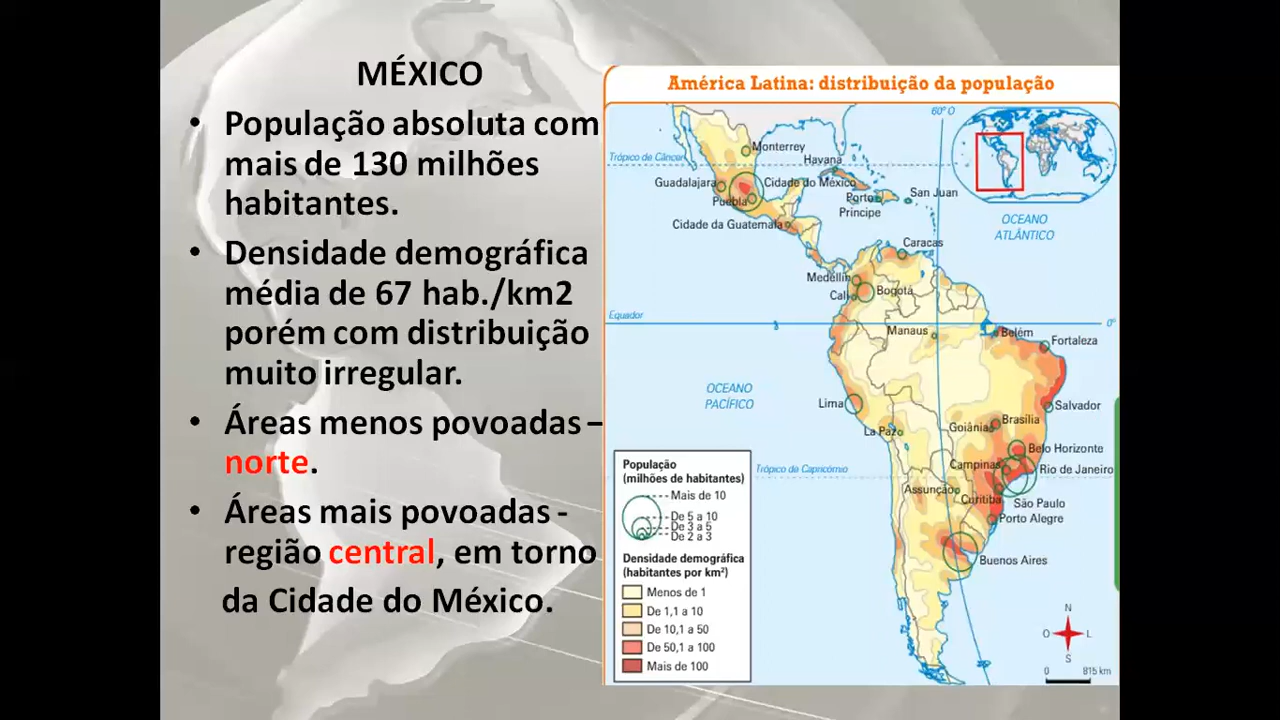 MÉXICO
• População absoluta com
mais de 130 milhões
habitantes.
• Densidade demográfica
média de 67 hab./km2
porém com distribuição
muito irregular.
• Áreas menos povoadas –
norte.
• Áreas mais povoadas -
região central, em torno
da Cidade do México.
América Latina: distribuição da população
60° O
Trópico de Câncer
Monterrey
Havana
Guadalajara
Cidade do México
Puebla
Porto
Príncipe
San Juan
Cidade da Guatemala
OCEANO
ATLÂNTICO
Caracas
Medellín
Cali
Bogotá
Equador
0°
Manaus
Belém
Fortaleza
OCEANO
PACÍFICO
Lima
Salvador
La Paz
Brasília
Goiânia
Belo Horizonte
Trópico de Capricórnio
Campinas
Rio de Janeiro
Assunção
Curitiba
São Paulo
Porto Alegre
Buenos Aires
População
(milhões de habitantes)
Mais de 10
De 5 a 10
De 3 a 5
De 2 a 3
Densidade demográfica
(habitantes por km²)
Menos de 1
De 1,1 a 10
De 10,1 a 50
De 50,1 a 100
Mais de 100
N
O
L
S
0
815 km